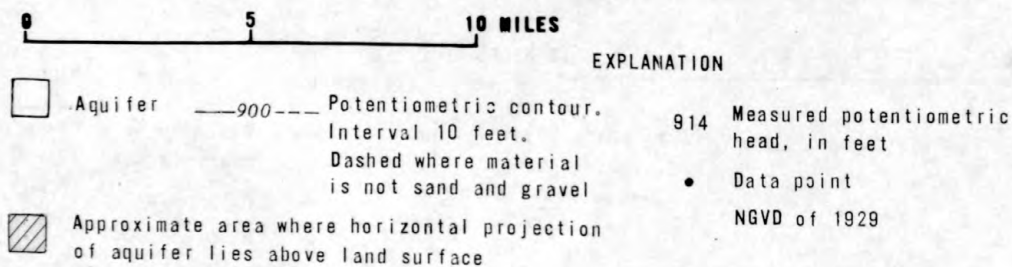 0 5 10 MILES
EXPLANATION
Aquifer
900 Potentiometric contour.
Interval 10 feet.
Dashed where material
is not sand and gravel
914 Measured potentiometric
head, in feet
Data point
NGVD of 1929
Approximate area where horizontal projection
of aquifer lies above land surface